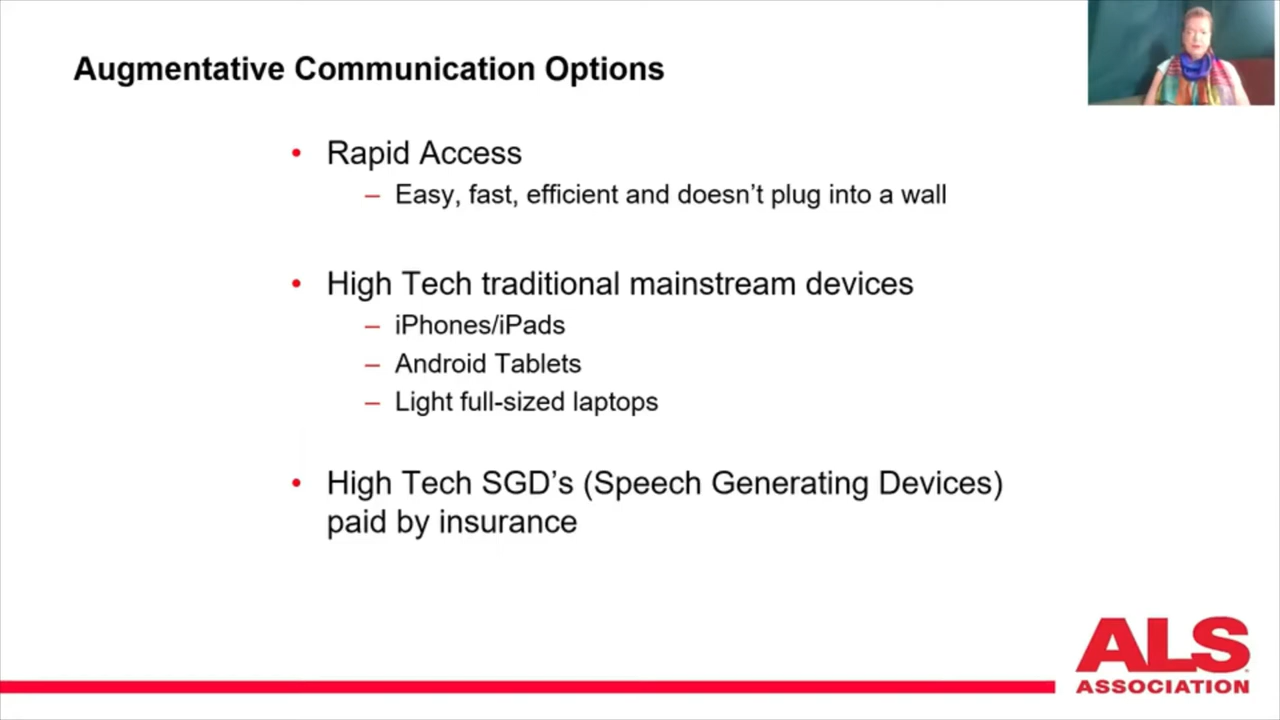 Augmentative Communication Options
• Rapid Access
– Easy, fast, efficient and doesn’t plug into a wall
• High Tech traditional mainstream devices
– iPhones/iPads
– Android Tablets
– Light full-sized laptops
• High Tech SGD’s (Speech Generating Devices)
paid by insurance
ALS
ASSOCIATION